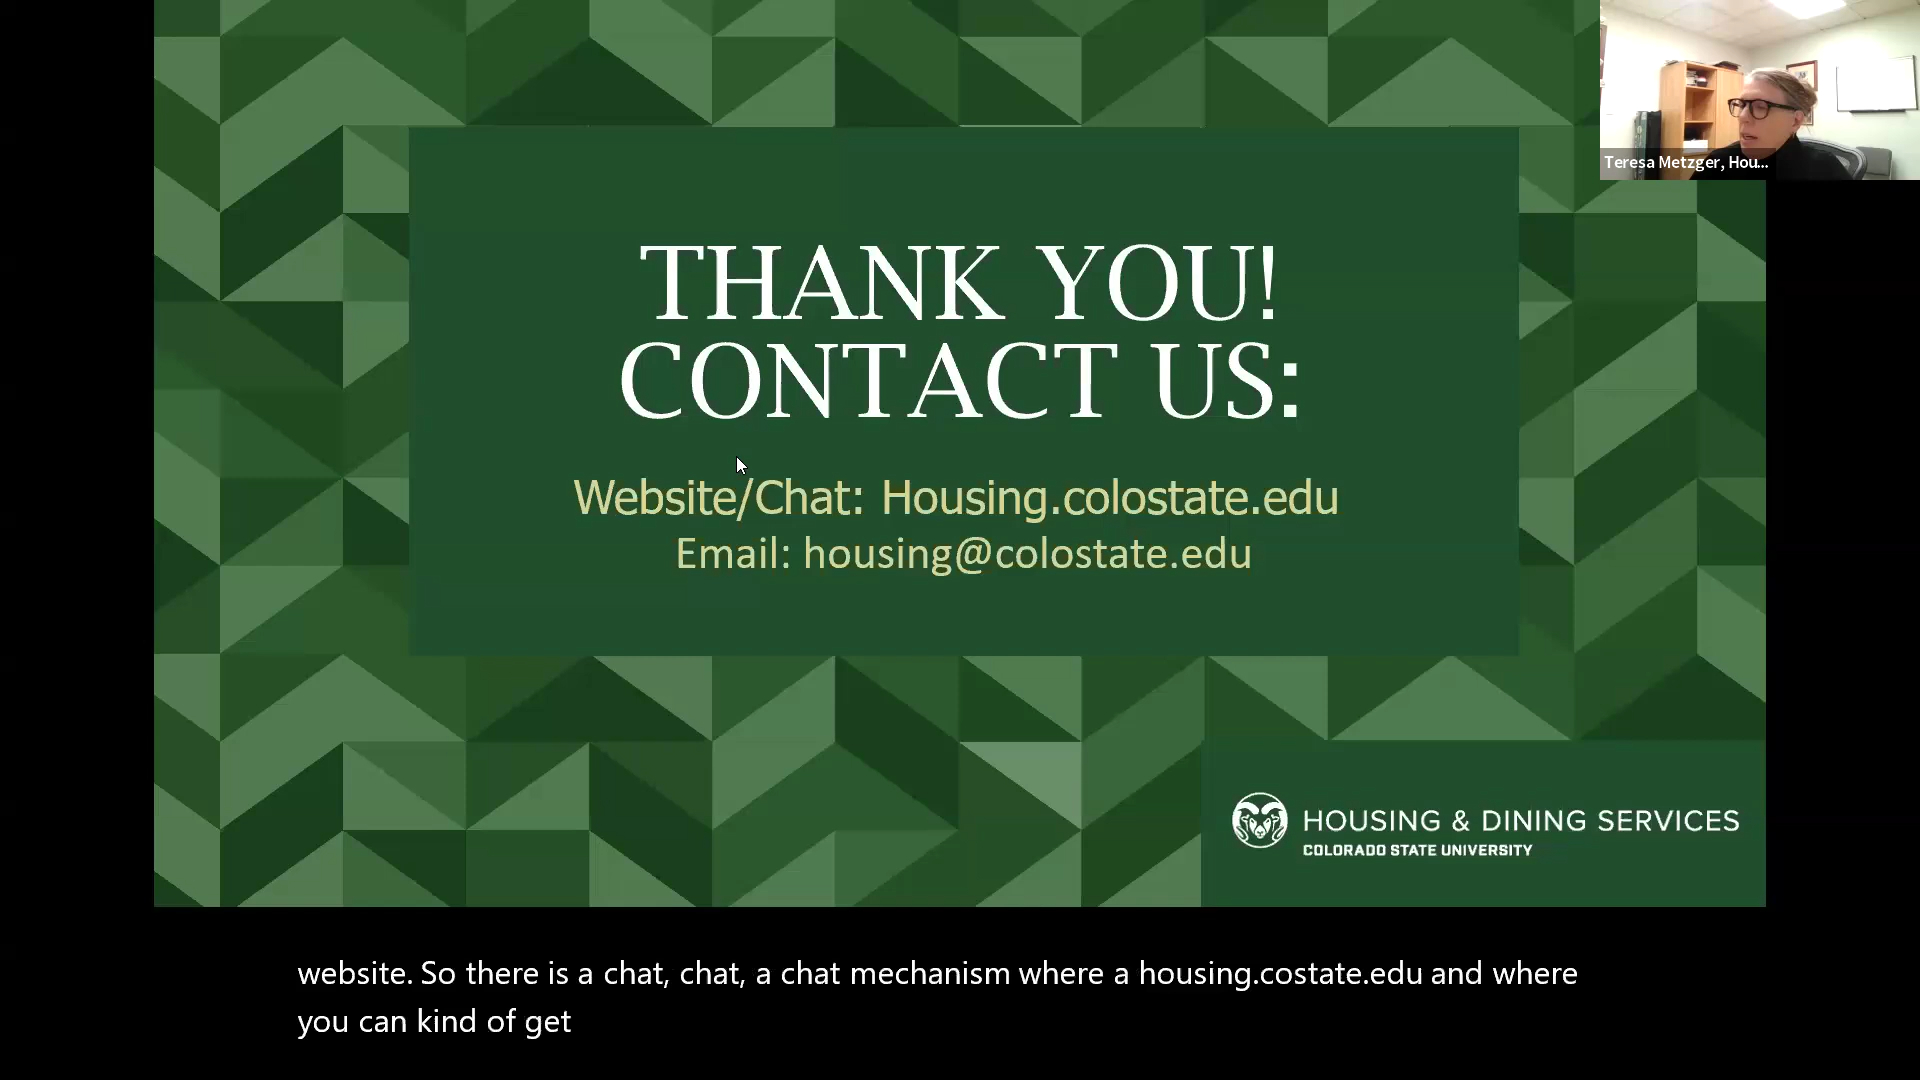 Teresa Metzger, Hou...
THANK YOU!
CONTACT US:
Website/Chat: Housing.colostate.edu
Email: housing@colostate.edu
HOUSING & DINING SERVICES
COLORADO STATE UNIVERSITY
website. So there is a chat, chat, a chat mechanism where a housing.costate.edu and where
you can kind of get